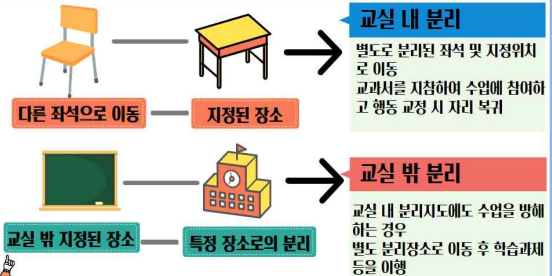 교실 내 분리
별도로 분리된 좌석 및 지정위치
로 이동
교과서를 지참하여 수업에 참여하
고 행동 교정 시 자리 복귀
다른 좌석으로 이동
지정된 장소
교실 밖 분리
교실 내 분리지도에도 수업을 방해
하는 경우
별도 분리장소로 이동 후 학습과제
등을 이행
교실 밖 지정된 장소
특정 장소로의 분리